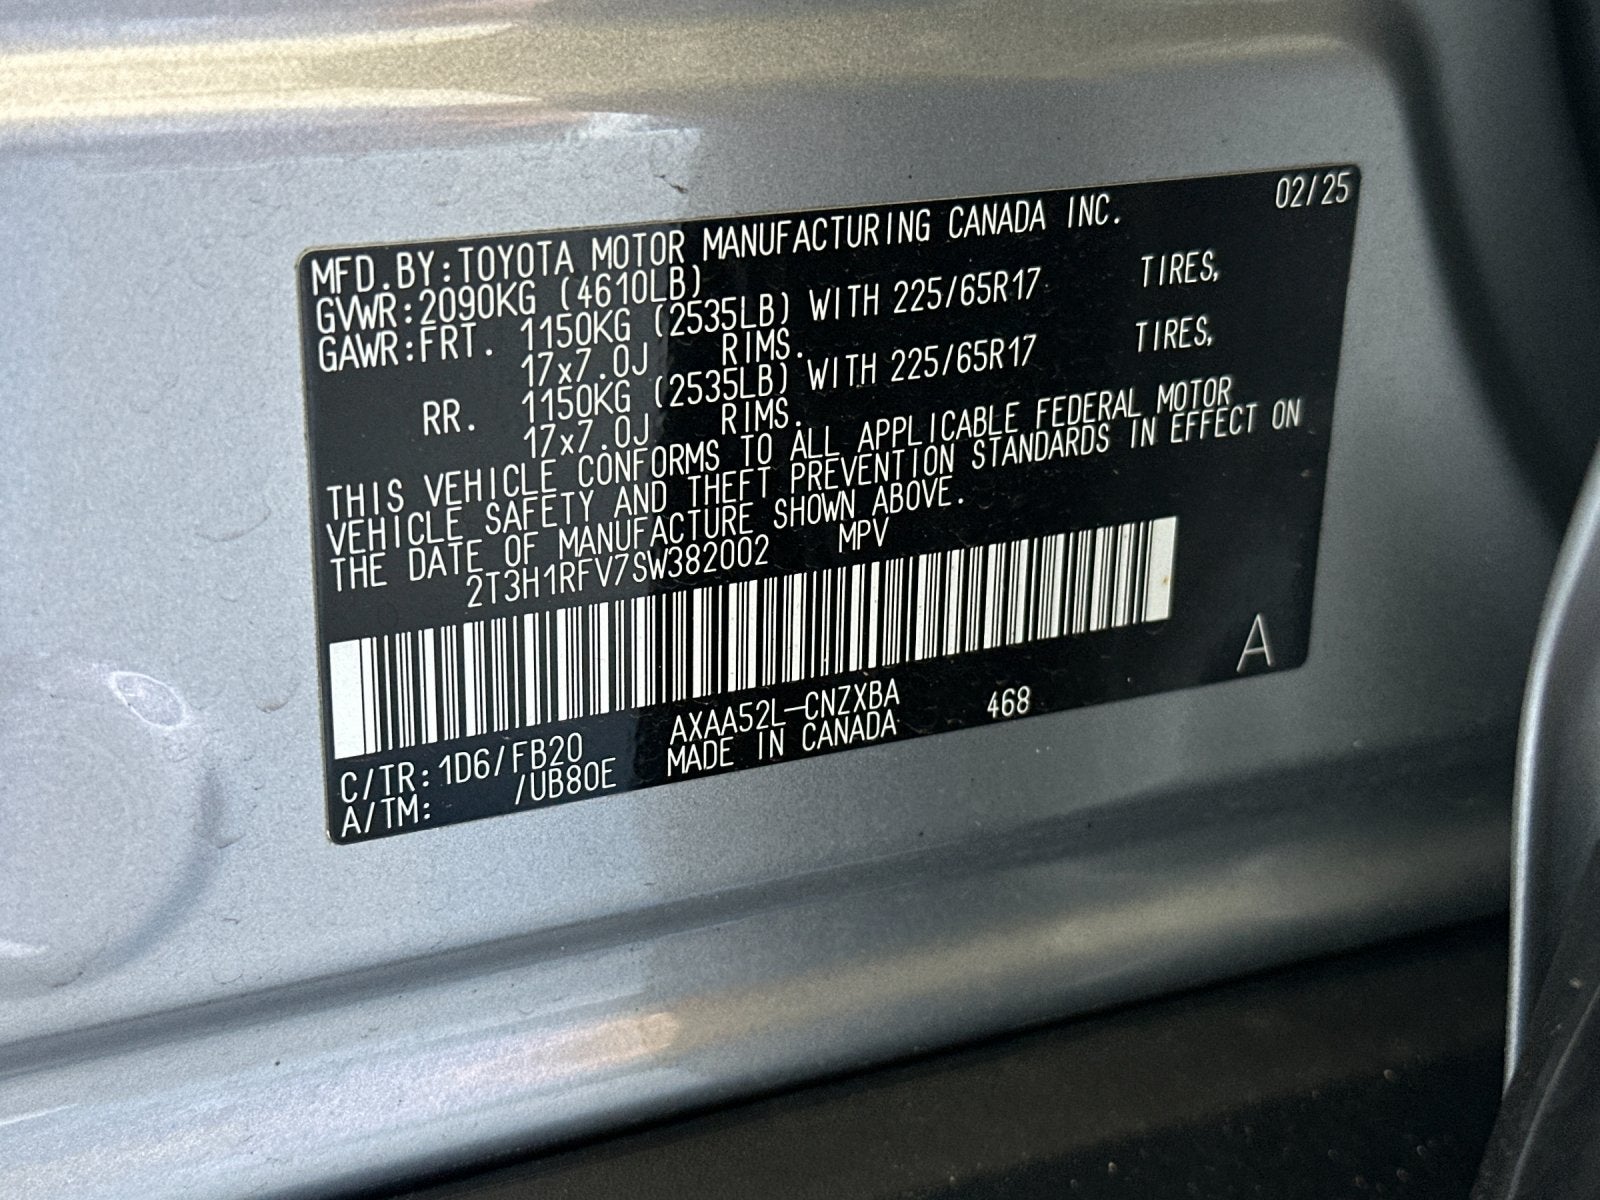 02/25
MFD.BY:TOYOTA MOTOR MANUFACTURING CANADA INC.
GVWR:2090KG (4610LB)
GAWR:FRT. 1150KG (2535LB) WITH 225/65R17 TIRES,
17x7.0J RIMS.
RR. 1150KG (2535LB) WITH 225/65R17 TIRES,
17x7.0J RIMS.
THIS VEHICLE CONFORMS TO ALL APPLICABLE FEDERAL MOTOR
VEHICLE SAFETY AND THEFT PREVENTION STANDARDS IN EFFECT ON
THE DATE OF MANUFACTURE SHOWN ABOVE.
2T3H1RFV7SW382002 MPV
A
C/TR:1D6/FB20 AXAA52L-CNZXBA 468
A/TM: /UB80E MADE IN CANADA